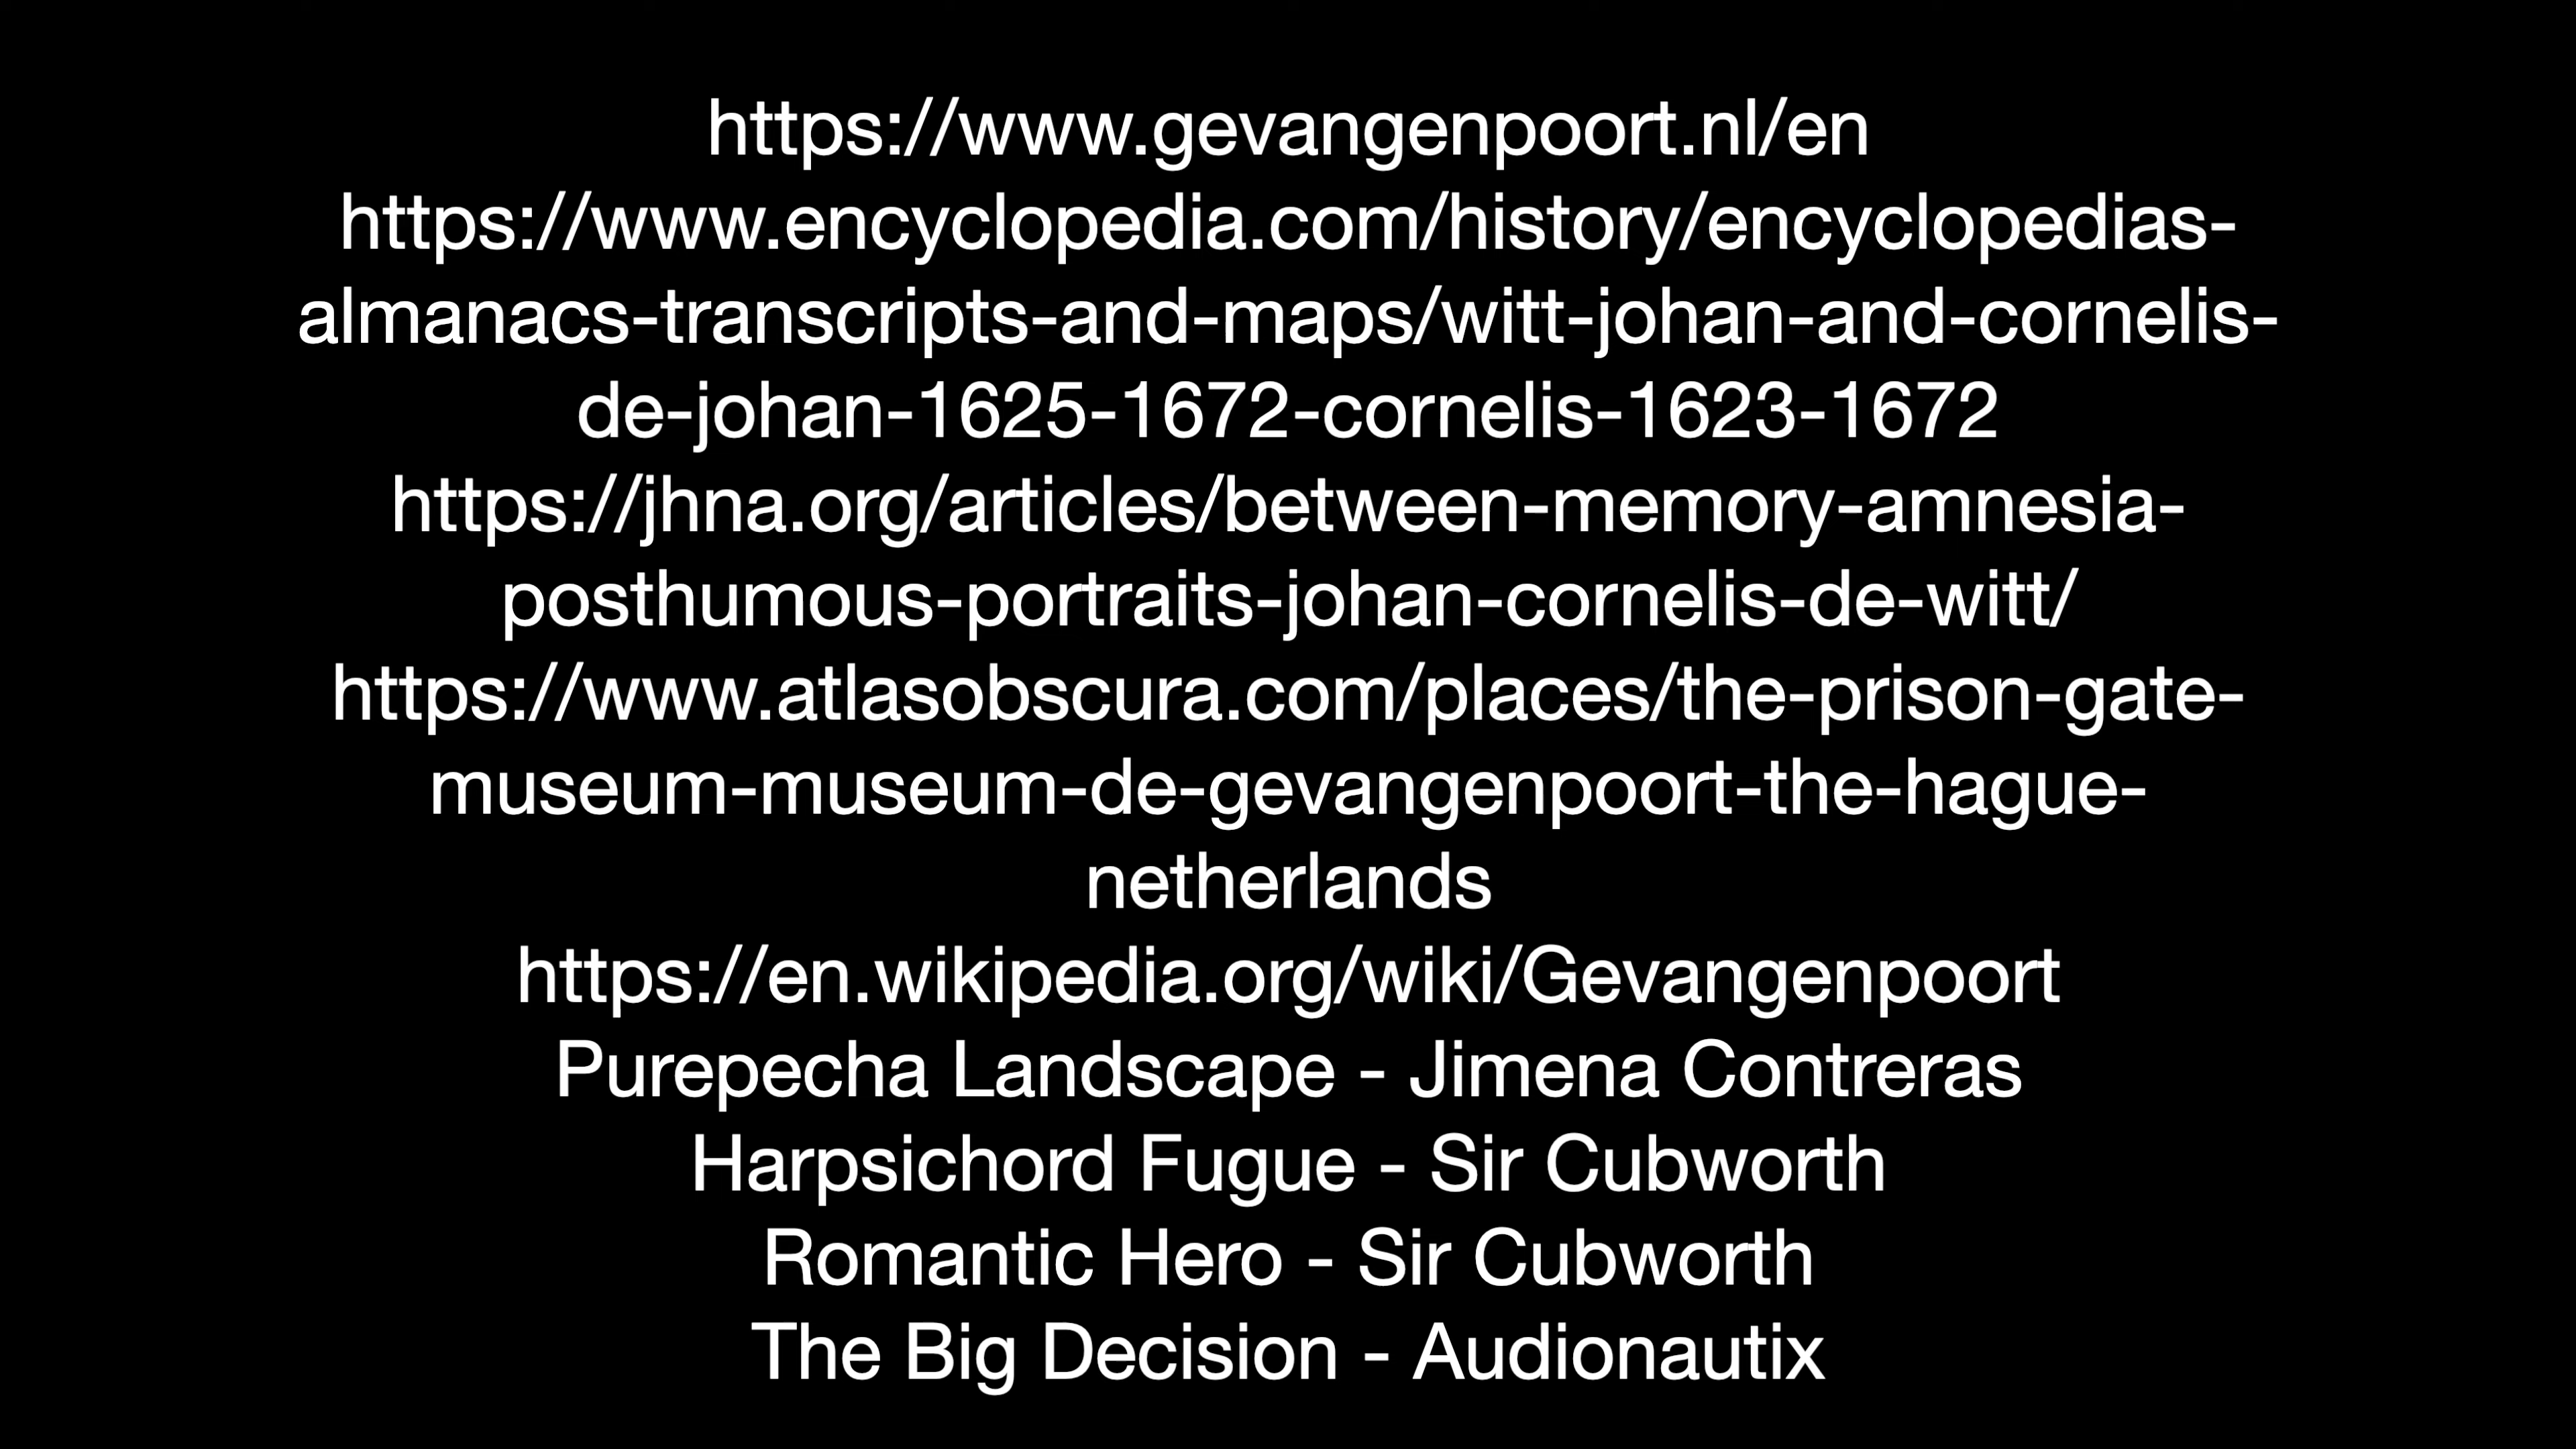 https://www.gevangenpoort.nl/en
https://www.encyclopedia.com/history/encyclopedias-
almanacs-transcripts-and-maps/witt-johan-and-cornelis-
de-johan-1625-1672-cornelis-1623-1672
https://jhna.org/articles/between-memory-amnesia-
posthumous-portraits-johan-cornelis-de-witt/
https://www.atlasobscura.com/places/the-prison-gate-
museum-museum-de-gevangenpoort-the-hague-
netherlands
https://en.wikipedia.org/wiki/Gevangenpoort
Purepecha Landscape - Jimena Contreras
Harpsichord Fugue - Sir Cubworth
Romantic Hero - Sir Cubworth
The Big Decision - Audionautix